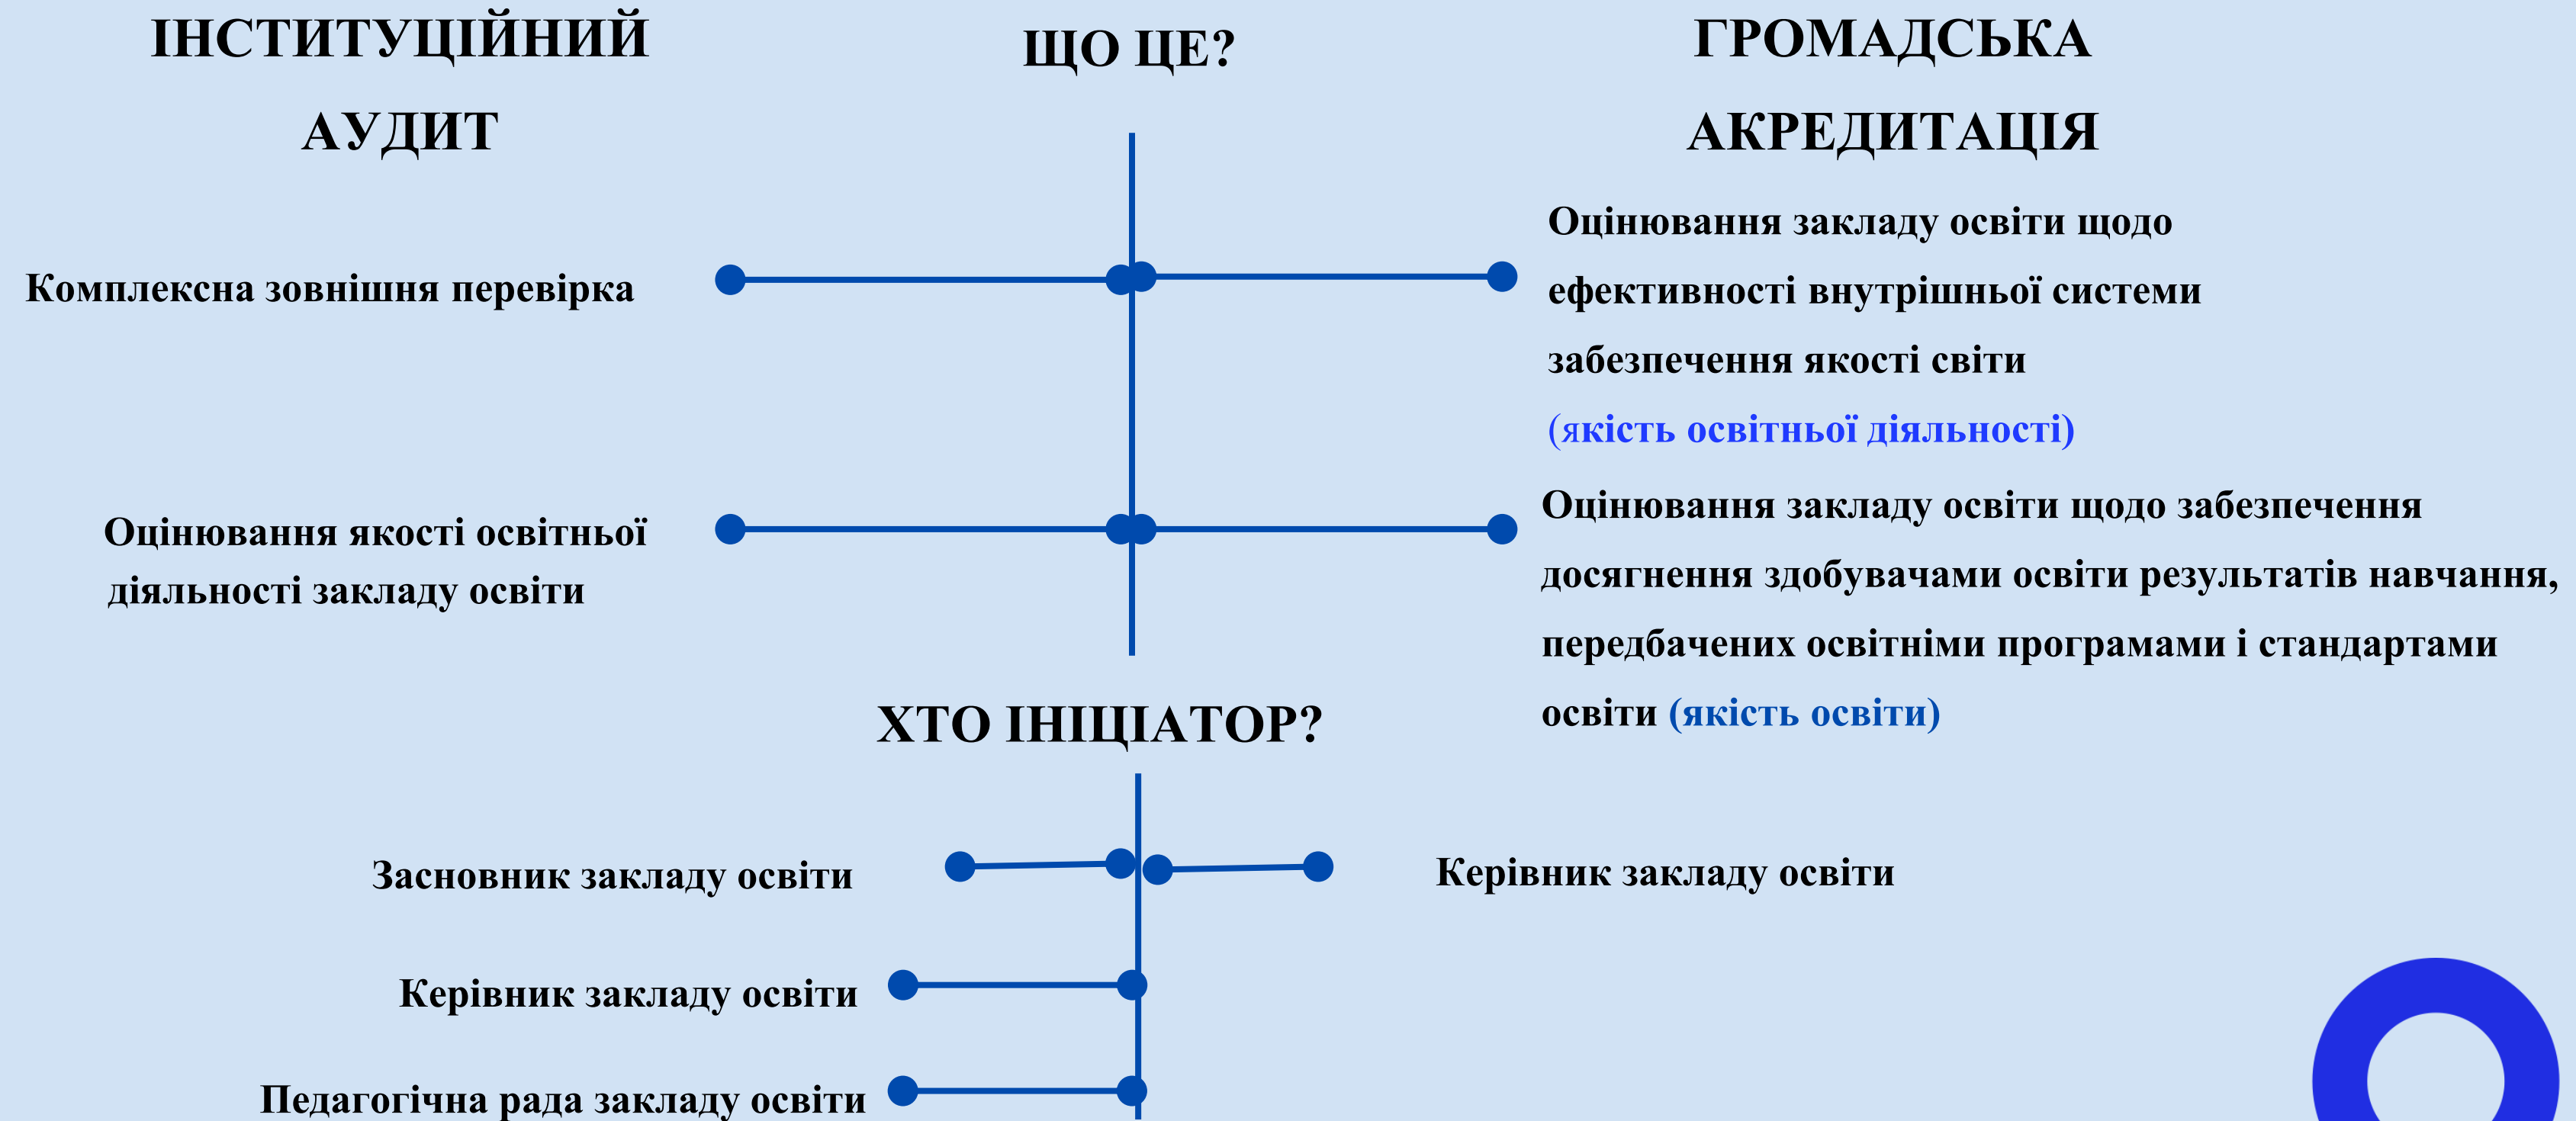 ІНСТИТУЦІЙНИЙ
АУДИТ
ЩО ЦЕ?
ГРОМАДСЬКА
АКРЕДИТАЦІЯ
Комплексна зовнішня перевірка
Оцінювання закладу освіти щодо
ефективності внутрішньої системи
забезпечення якості світи
(якість освітньої діяльності)
Оцінювання якості освітньої
діяльності закладу освіти
Оцінювання закладу освіти щодо забезпечення
досягнення здобувачами освіти результатів навчання,
передбачених освітніми програмами і стандартами
освіти (якість освіти)
ХТО ІНІЦІАТОР?
Засновник закладу освіти
Керівник закладу освіти
Керівник закладу освіти
Педагогічна рада закладу освіти